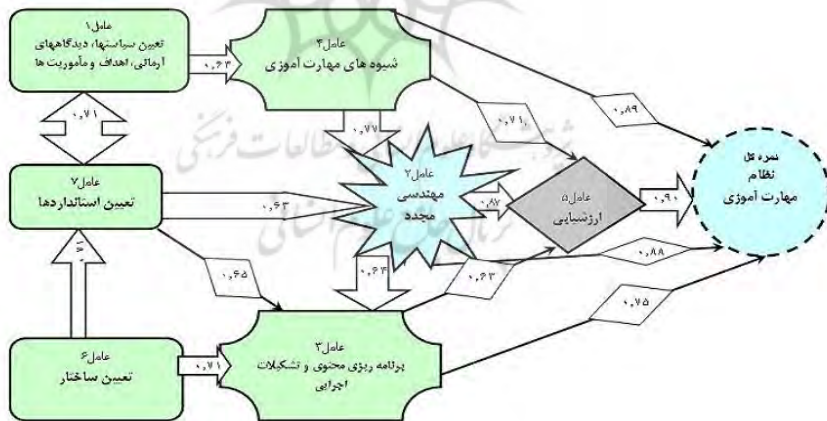 عامل۱
تعیین سیاستها، دیدگاههای
آرمانی، اهداف و مأموریت ها
۰,۶۳
عامل۴
شیوه های مهارت آموزی
۰,۸۹
۰,۷۱
۰,۷۷
۰,۷۱,
نمره کل
نظام
مهارت آموزی
عامل۷
تعیین استانداردها
۰,۶۳
عامل۲
مهندسی
مجدد
۰,۸۷
عامل۵
ارزشیابی
۰,۹۰
۰,۶۵
۰,۶۴
۰,۶۳
۰,۸۸
۰,۷۵
عامل۶
تعیین ساختار
۰,۷۱
عامل۳
برنامه ریزی محتوی و تشکیلات
اجرایی